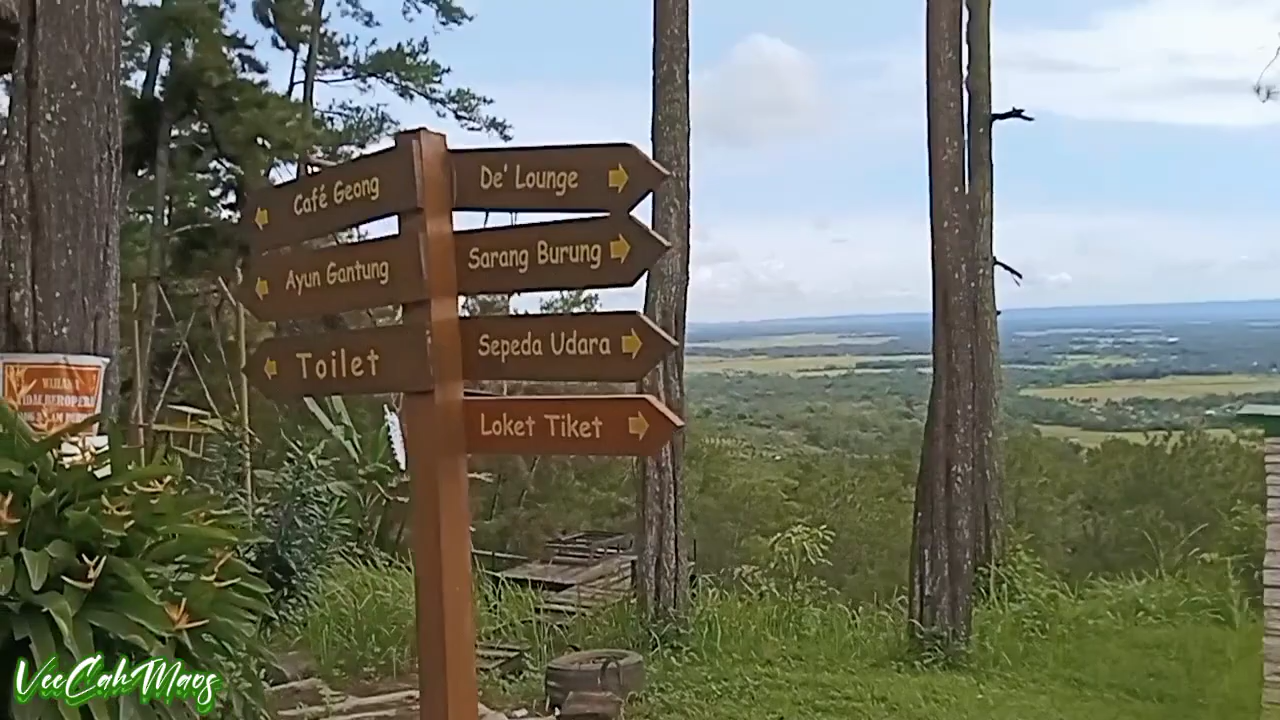 Café Geong
De' Lounge
Ayun Gantung
Sarang Burung
Toilet
Sepeda Udara
Loket Tiket
VeeCahMaos